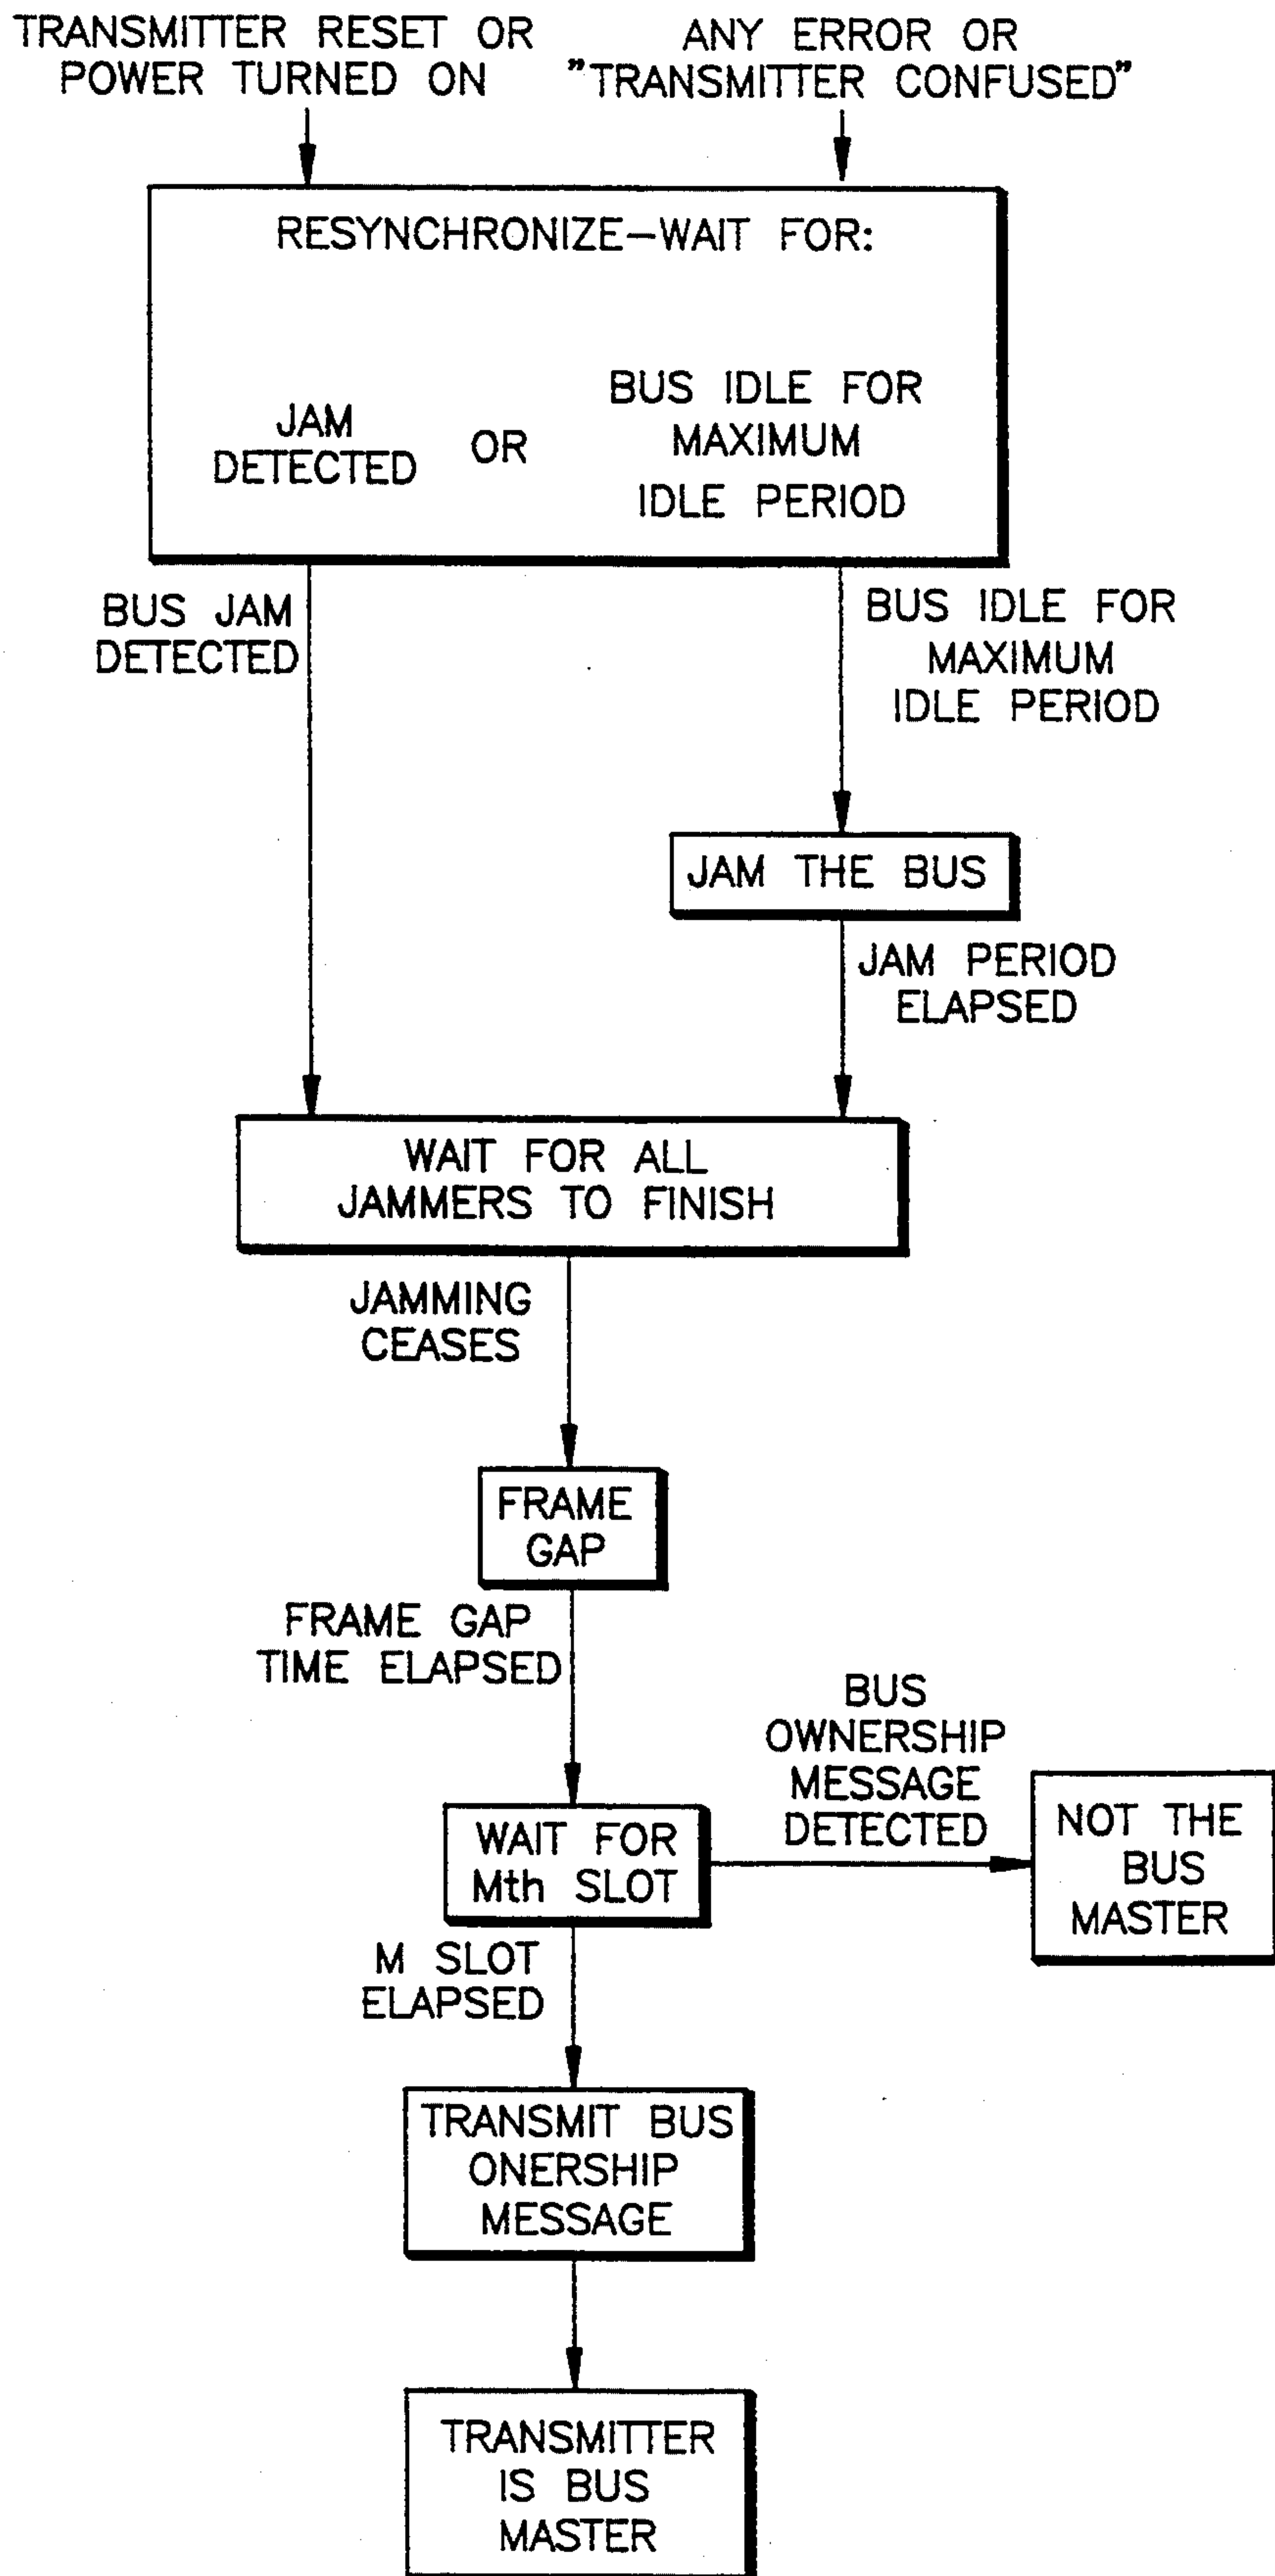 TRANSMITTER RESET OR
POWER TURNED ON
ANY ERROR OR
"TRANSMITTER CONFUSED"
RESYNCHRONIZE-WAIT FOR:
JAM
DETECTED
OR
BUS IDLE FOR
MAXIMUM
IDLE PERIOD
BUS JAM
DETECTED
BUS IDLE FOR
MAXIMUM
IDLE PERIOD
JAM THE BUS
JAM PERIOD
ELAPSED
WAIT FOR ALL
JAMMERS TO FINISH
JAMMING
CEASES
FRAME
GAP
FRAME GAP
TIME ELAPSED
BUS
OWNERSHIP
MESSAGE
DETECTED
WAIT FOR
Mth SLOT
NOT THE
BUS
MASTER
M SLOT
ELAPSED
TRANSMIT BUS
ONERSHIP
MESSAGE
TRANSMITTER
IS BUS
MASTER